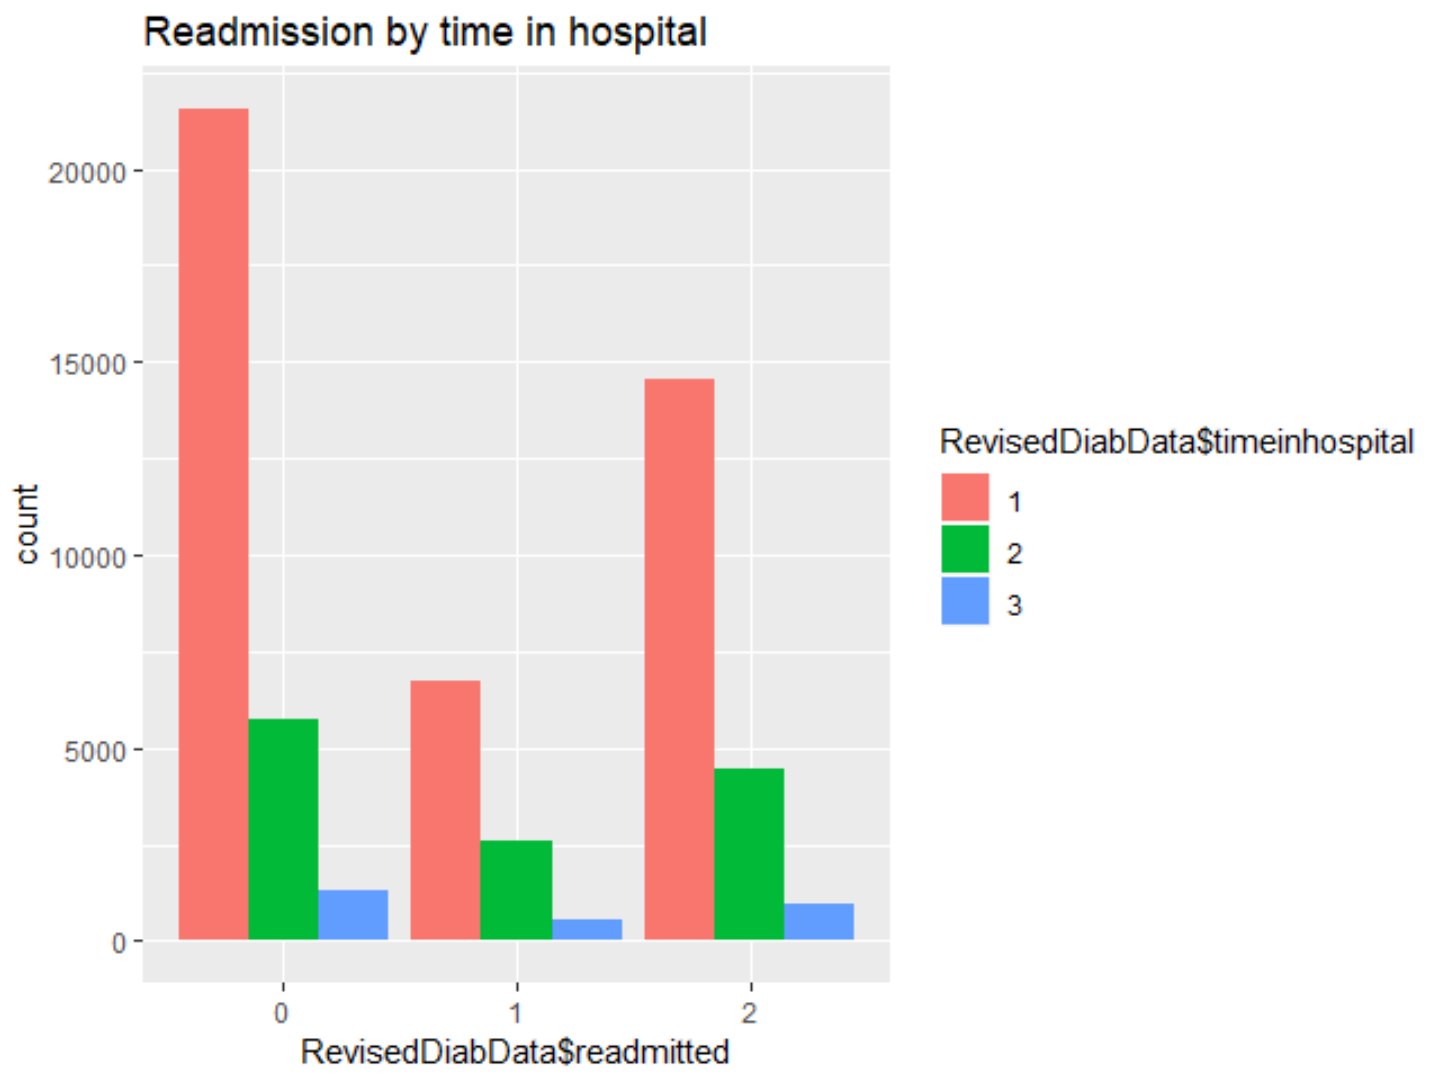 Readmission by time in hospital
20000
15000
10000
5000
0
count
0 1 2
RevisedDiabData$readmitted
RevisedDiabData$timeinhospital
1
2
3